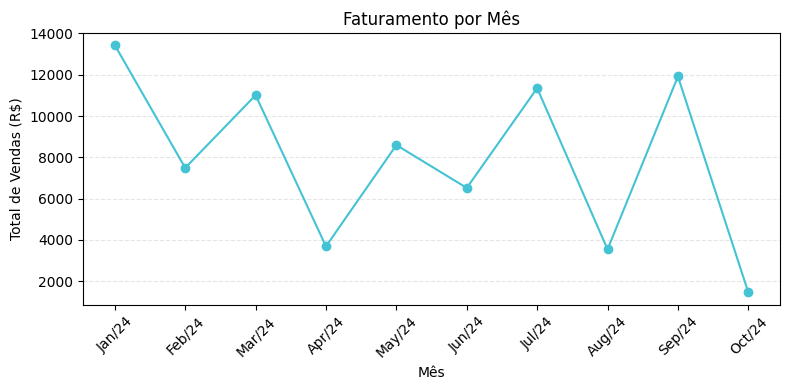 Faturamento por Mês
Total de Vendas (R$)
14000
12000
10000
8000
6000
4000
2000
Jan/24
Feb/24
Mar/24
Apr/24
May/24
Jun/24
Jul/24
Aug/24
Sep/24
Oct/24
Mês